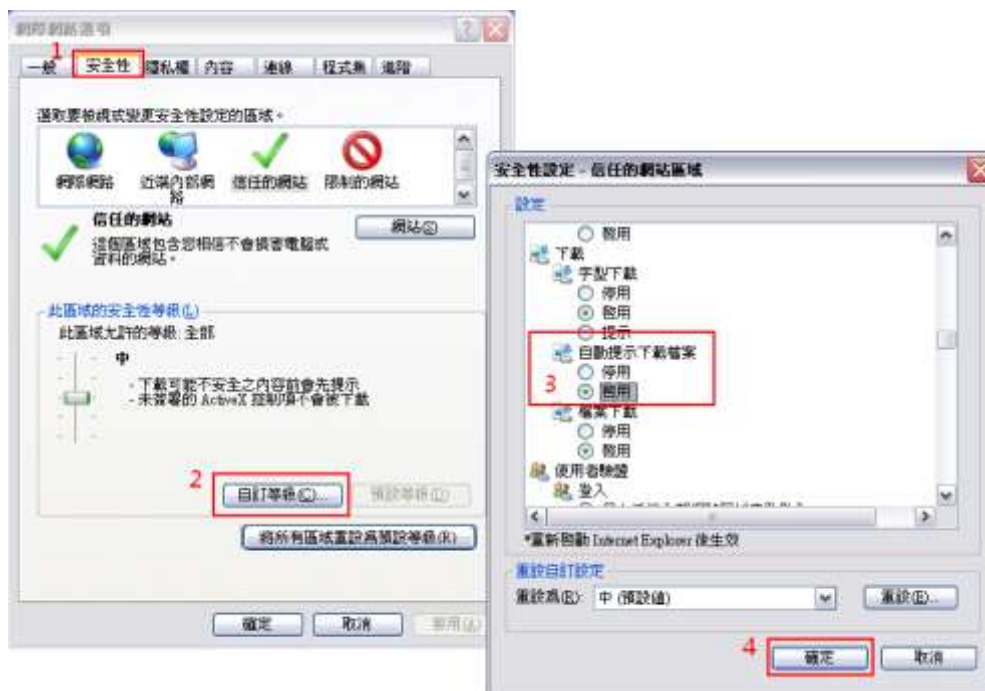 網際網路選項
1
一般 安全性 隱私權 內容 連線 程式集 進階
選取要檢視或變更安全性設定的區域。
網際網路 近端內部網路 信任的網站 限制的網站
信任的網站
網站(S)
這個區域包含您相信不會損害電腦或
資料的網站。
此區域的安全性等級(L)
此區域允許的等級: 全部
中
- 下載可能不安全之內容前會先提示
- 未簽署的 ActiveX 控制項不會被下載
2
自訂等級(C)... 預設等級(D)
將所有區域重設為預設等級(R)
確定 取消 套用(A)
安全性設定 - 信任的網站區域
設定
啟用
下載
字型下載
停用
啟用
提示
自動提示下載檔案
3
停用
啟用
檔案下載
停用
啟用
使用者驗證
登入
*重新啟動 Internet Explorer 後生效
重設自訂設定
重設為(R): 中 (預設值) 重設(E)...
4
確定 取消